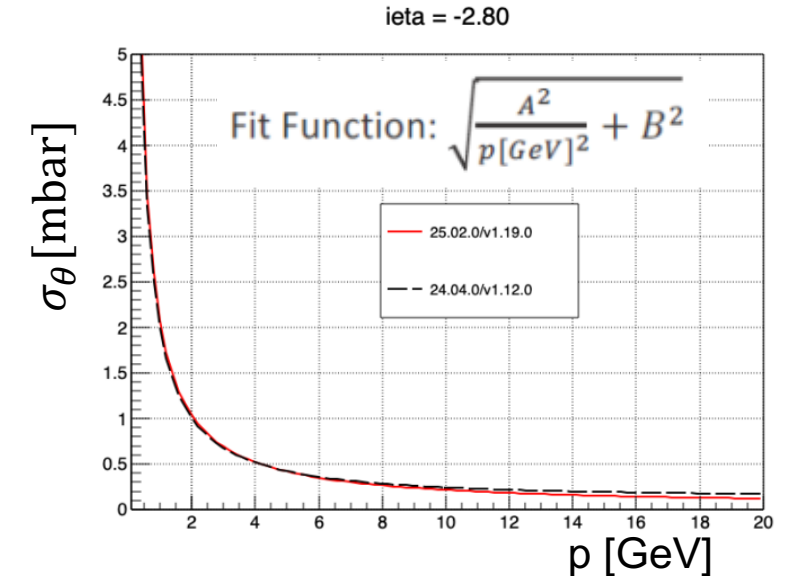 ieta = -2.80
Fit Function: √(A²/p[GeV]² + B²)
25.02.0/v1.19.0
24.04.0/v1.12.0
σθ [mbar]
5
4.5
4
3.5
3
2.5
2
1.5
1
0.5
0
2 4 6 8 10 12 14 16 18 20
p [GeV]